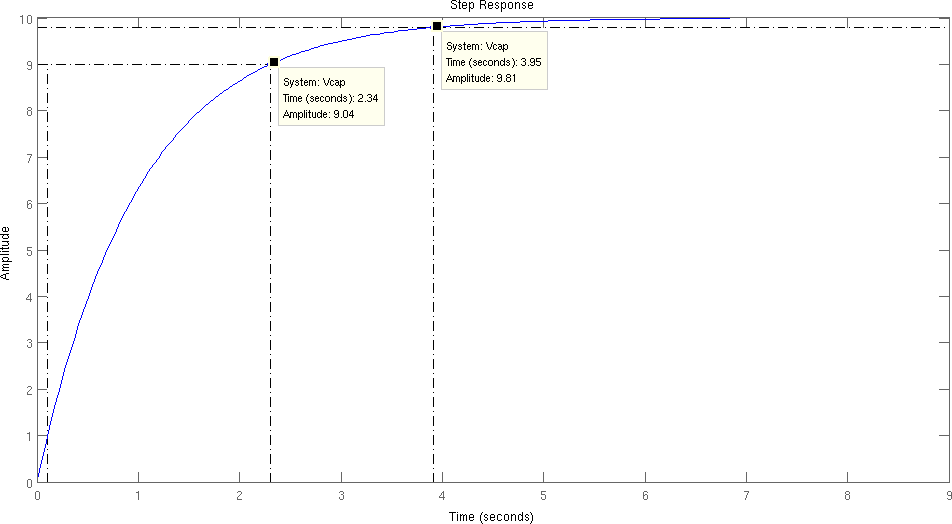 Step Response
10
9
8
7
6
5
4
3
2
1
0
Amplitude
System: Vcap
Time (seconds): 3.95
Amplitude: 9.81
System: Vcap
Time (seconds): 2.34
Amplitude: 9.04
0 1 2 3 4 5 6 7 8 9
Time (seconds)